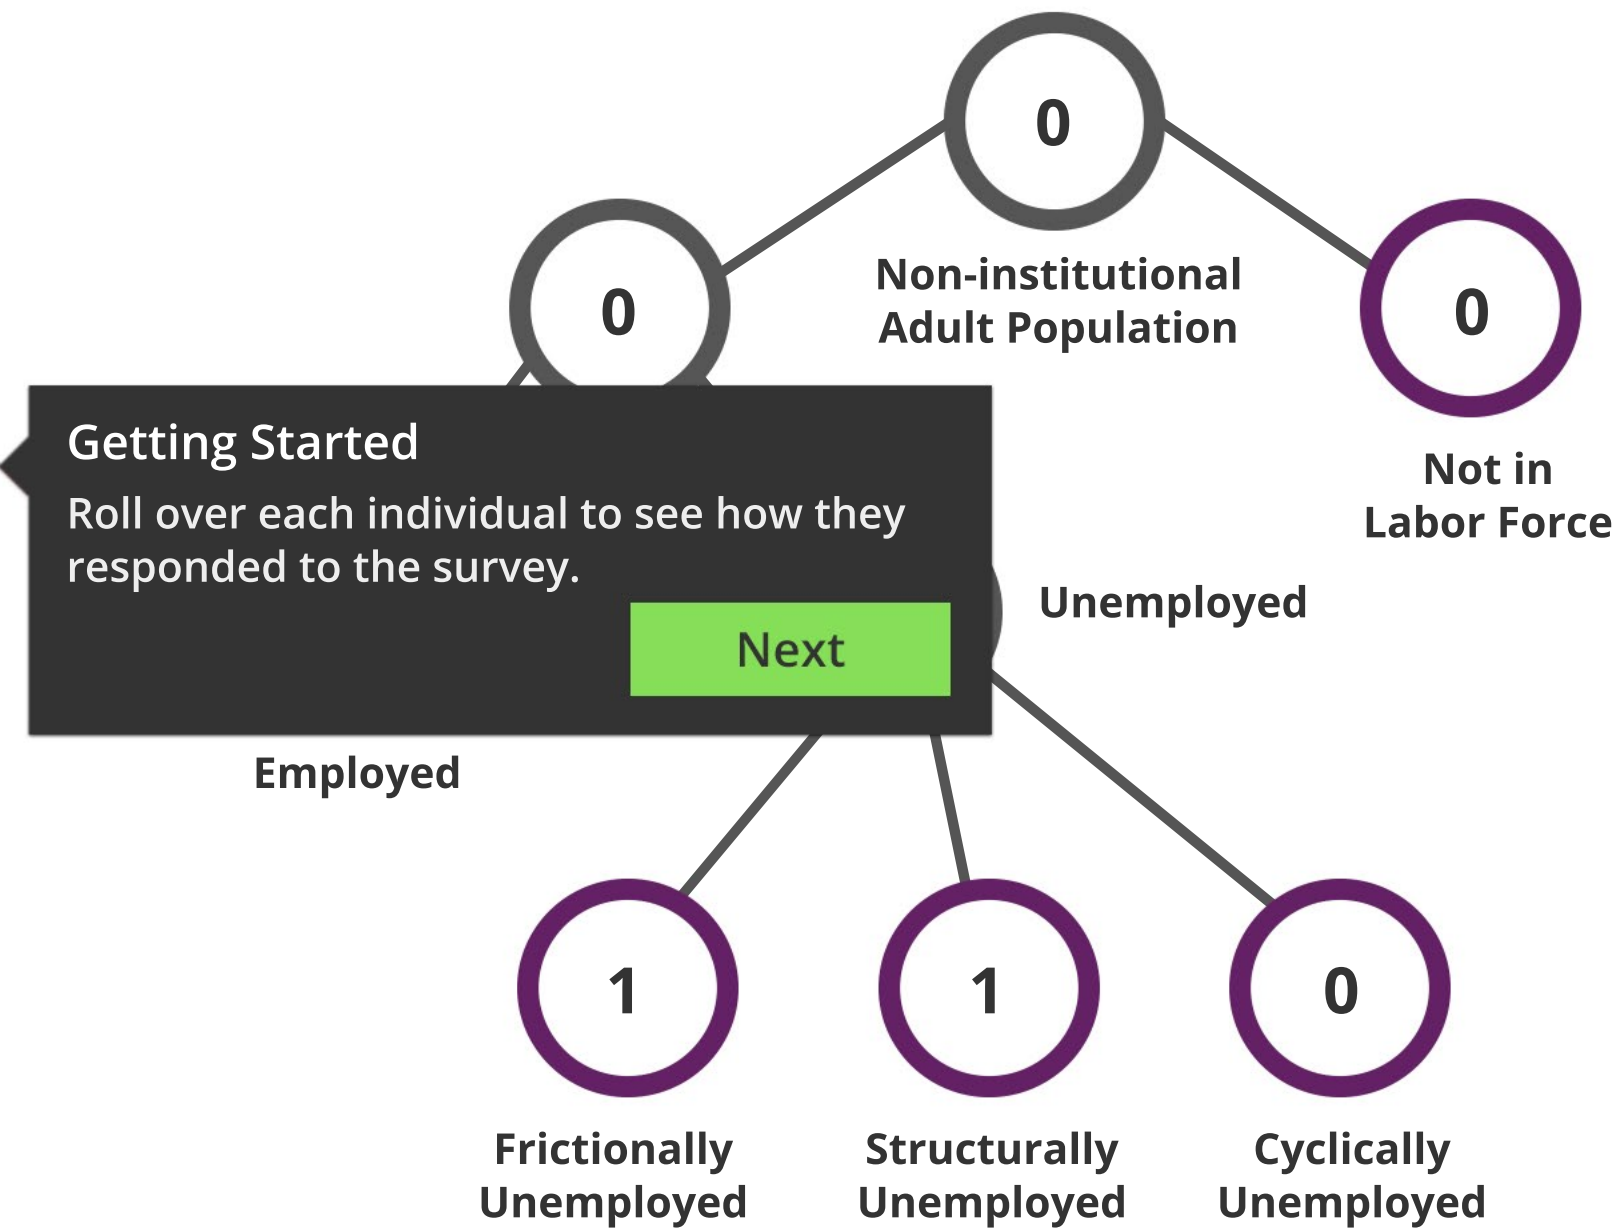 0
Non-institutional
Adult Population
0
0
Not in
Labor Force
Getting Started
Roll over each individual to see how they
responded to the survey.
Next
Unemployed
Employed
1
1
0
Frictionally
Unemployed
Structurally
Unemployed
Cyclically
Unemployed